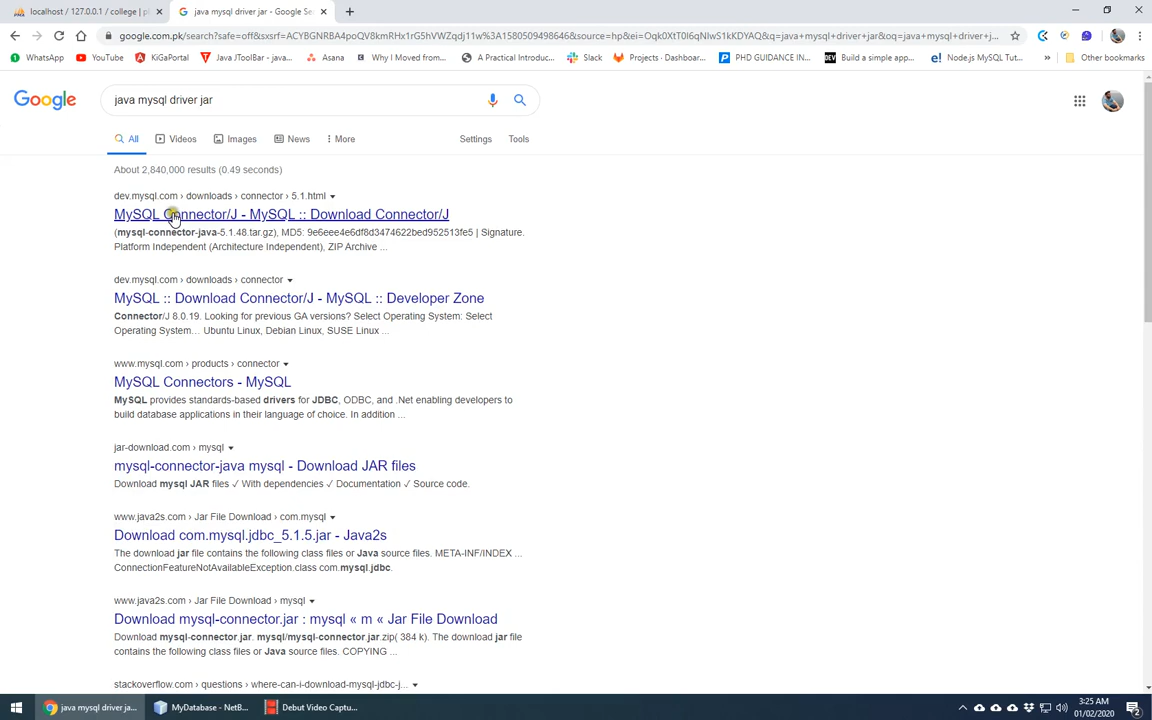 localhost / 127.0.0.1 / college | p
java mysql driver jar - Google Se
google.com.pk/search?safe=off&sxsrf=ACYBGNRBA4poQV8kmRHx1rG5hVWZqdj11w%3A1580509498646&source=hp&ei=Oqk0XtT0I6qNlwS1kKDYAQ&q=java+mysql+driver+jar&oq=java+mysql+driver+j...
WhatsApp
YouTube
KiGaPortal
Java JToolBar - java...
Asana
Why I Moved from...
A Practical Introduc...
Slack
Projects - Dashboar...
PHD GUIDANCE IN...
Build a simple app...
Node.js MySQL Tut...
Other bookmarks
Google
java mysql driver jar
All
Videos
Images
News
More
Settings
Tools
About 2,840,000 results (0.49 seconds)
dev.mysql.com › downloads › connector › 5.1.html
MySQL Connector/J - MySQL :: Download Connector/J
(mysql-connector-java-5.1.48.tar.gz), MD5: 9e6eee4e6df8d3474622bed952513fe5 | Signature.
Platform Independent (Architecture Independent), ZIP Archive ...
dev.mysql.com › downloads › connector
MySQL :: Download Connector/J - MySQL :: Developer Zone
Connector/J 8.0.19. Looking for previous GA versions? Select Operating System: Select
Operating System… Ubuntu Linux, Debian Linux, SUSE Linux ...
www.mysql.com › products › connector
MySQL Connectors - MySQL
MySQL provides standards-based drivers for JDBC, ODBC, and .Net enabling developers to
build database applications in their language of choice. In addition ...
jar-download.com › mysql
mysql-connector-java mysql - Download JAR files
Download mysql JAR files ✓ With dependencies ✓ Documentation ✓ Source code.
www.java2s.com › Jar File Download › com.mysql
Download com.mysql.jdbc_5.1.5.jar - Java2s
The download jar file contains the following class files or Java source files. META-INF/INDEX ...
ConnectionFeatureNotAvailableException.class com.mysql.jdbc.
www.java2s.com › Jar File Download › mysql
Download mysql-connector.jar : mysql « m « Jar File Download
Download mysql-connector.jar. mysql/mysql-connector.jar.zip( 384 k). The download jar file
contains the following class files or Java source files. COPYING ...
stackoverflow.com › questions › where-can-i-download-mysql-jdbc-j...
java mysql driver ja...
MyDatabase - NetB...
Debut Video Captu...
3:25 AM
01/02/2020
2